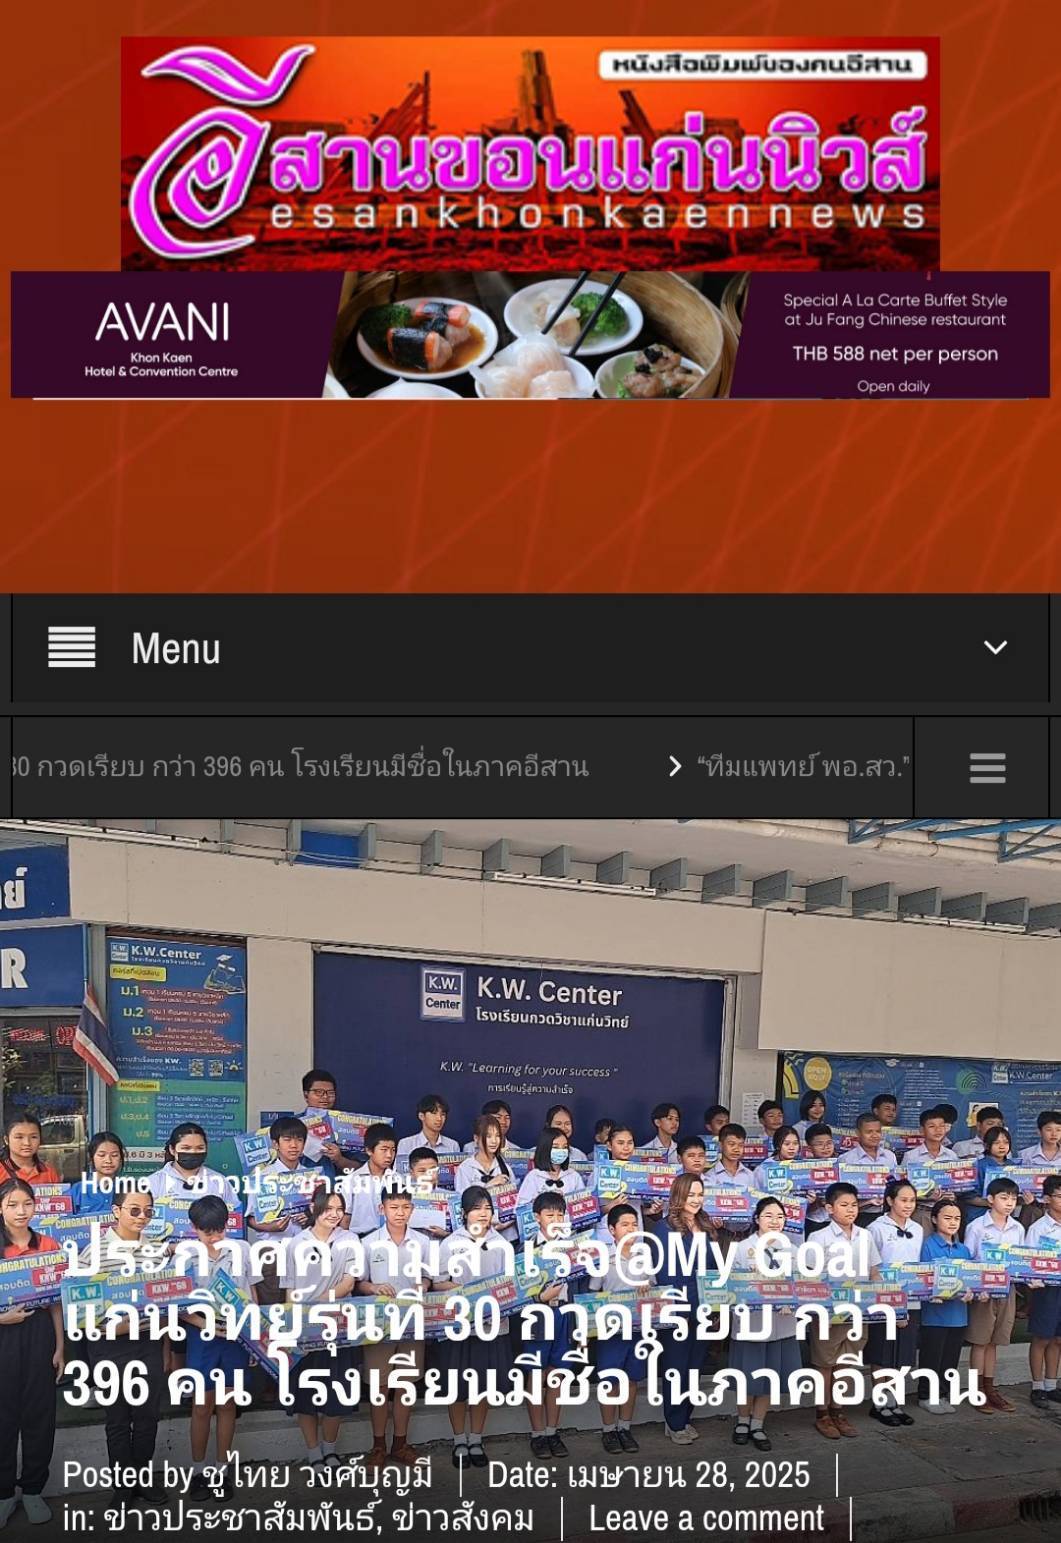 หนังสือพิมพ์ของคนอีสาน
อีสานขอนแก่นนิวส์
esankhonkaennews
AVANI
Khon Kaen
Hotel & Convention Centre
Special A La Carte Buffet Style
at Ju Fang Chinese restaurant
THB 588 net per person
Open daily
Menu
30 กวดเรียบ กว่า 396 คน โรงเรียนมีชื่อในภาคอีสาน
“ทีมแพทย์ พอ.สว.”
K.W.Center
ม.1
ม.2
ม.3
K.W. Center
K.W. Center
โรงเรียนกวดวิชาแก่นวิทย์
K.W. "Learning for your success"
การเรียนรู้สู่ความสำเร็จ
K.W.Center
CONGRATULATIONS
Home
ข่าวประชาสัมพันธ์
ประกาศความสำเร็จ@My Goal
แก่นวิทย์รุ่นที่ 30 กวดเรียบ กว่า
396 คน โรงเรียนมีชื่อในภาคอีสาน
Posted by ชูไทย วงศ์บุญมี
Date: เมษายน 28, 2025
in: ข่าวประชาสัมพันธ์, ข่าวสังคม
Leave a comment